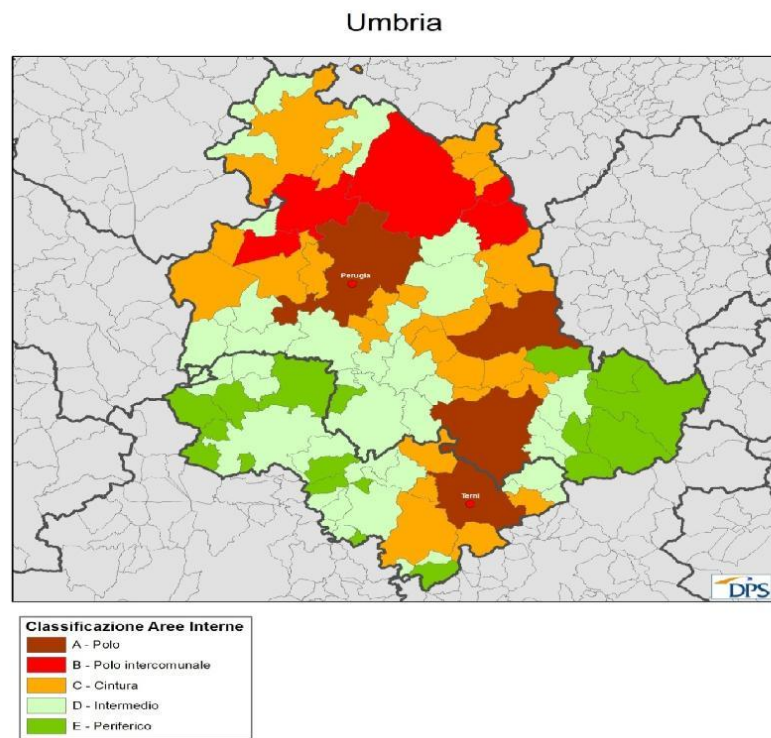 Umbria
Perugia
Terni
DPS
Classificazione Aree Interne
A - Polo
B - Polo intercomunale
C - Cintura
D - Intermedio
E - Periferico